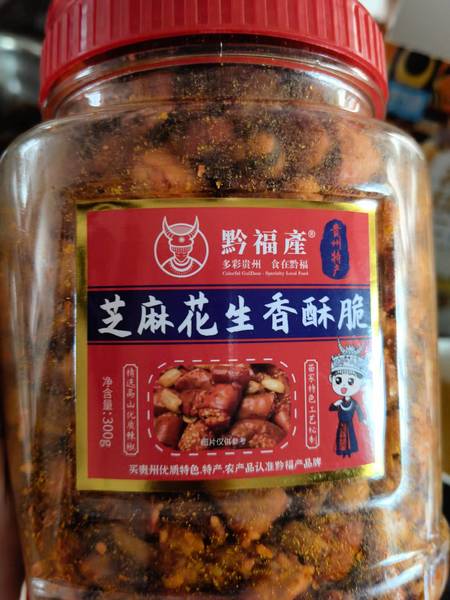 黔福產®
多彩贵州 食在黔福
Colorful GuiZhou - Specialty Local Food
贵州特产
芝麻花生香酥脆
净含量:300g
精选高山优质辣椒
图片仅供参考
苗家特色工艺秘制
买贵州优质特色.特产.农产品认准黔福产品牌